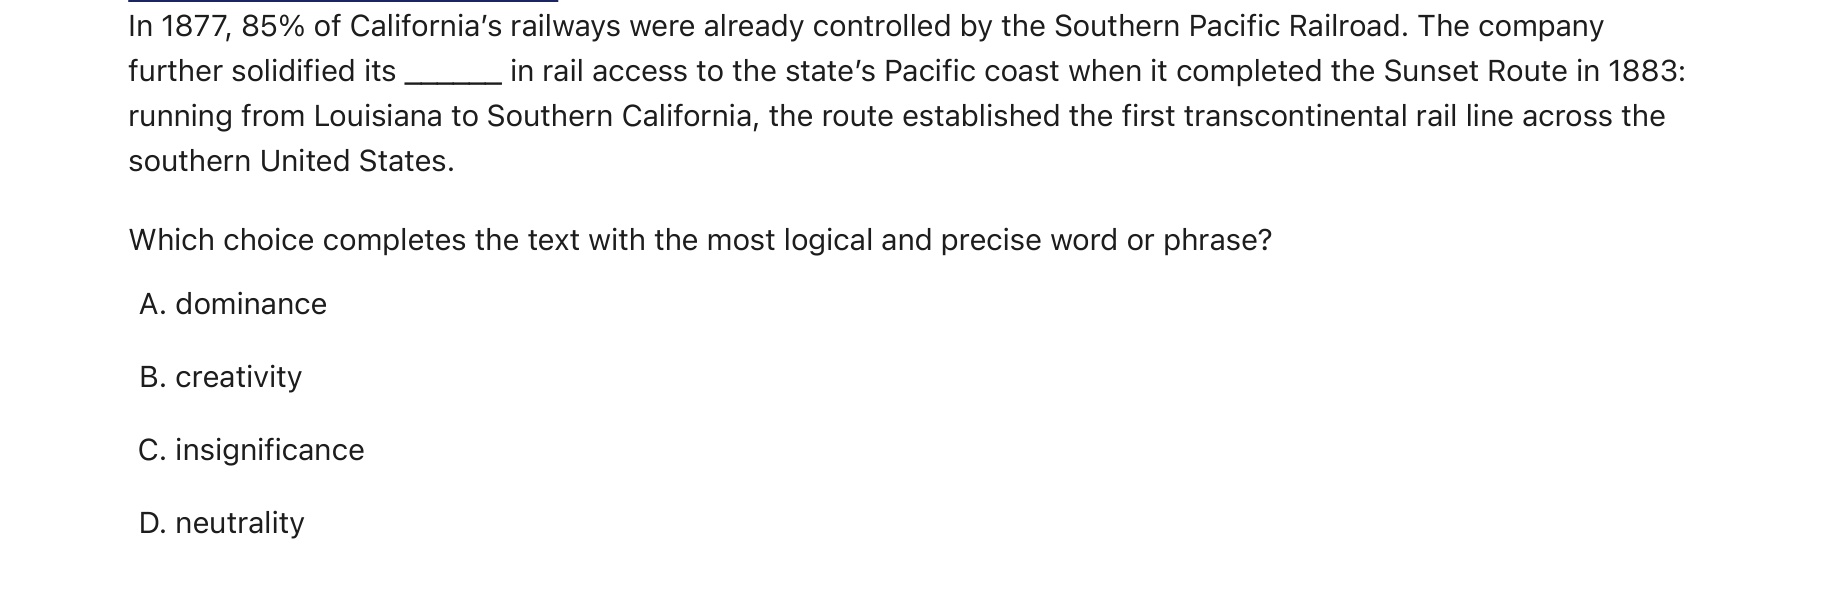 In 1877, 85% of California’s railways were already controlled by the Southern Pacific Railroad. The company
further solidified its ______ in rail access to the state’s Pacific coast when it completed the Sunset Route in 1883:
running from Louisiana to Southern California, the route established the first transcontinental rail line across the
southern United States.
Which choice completes the text with the most logical and precise word or phrase?
A. dominance
B. creativity
C. insignificance
D. neutrality